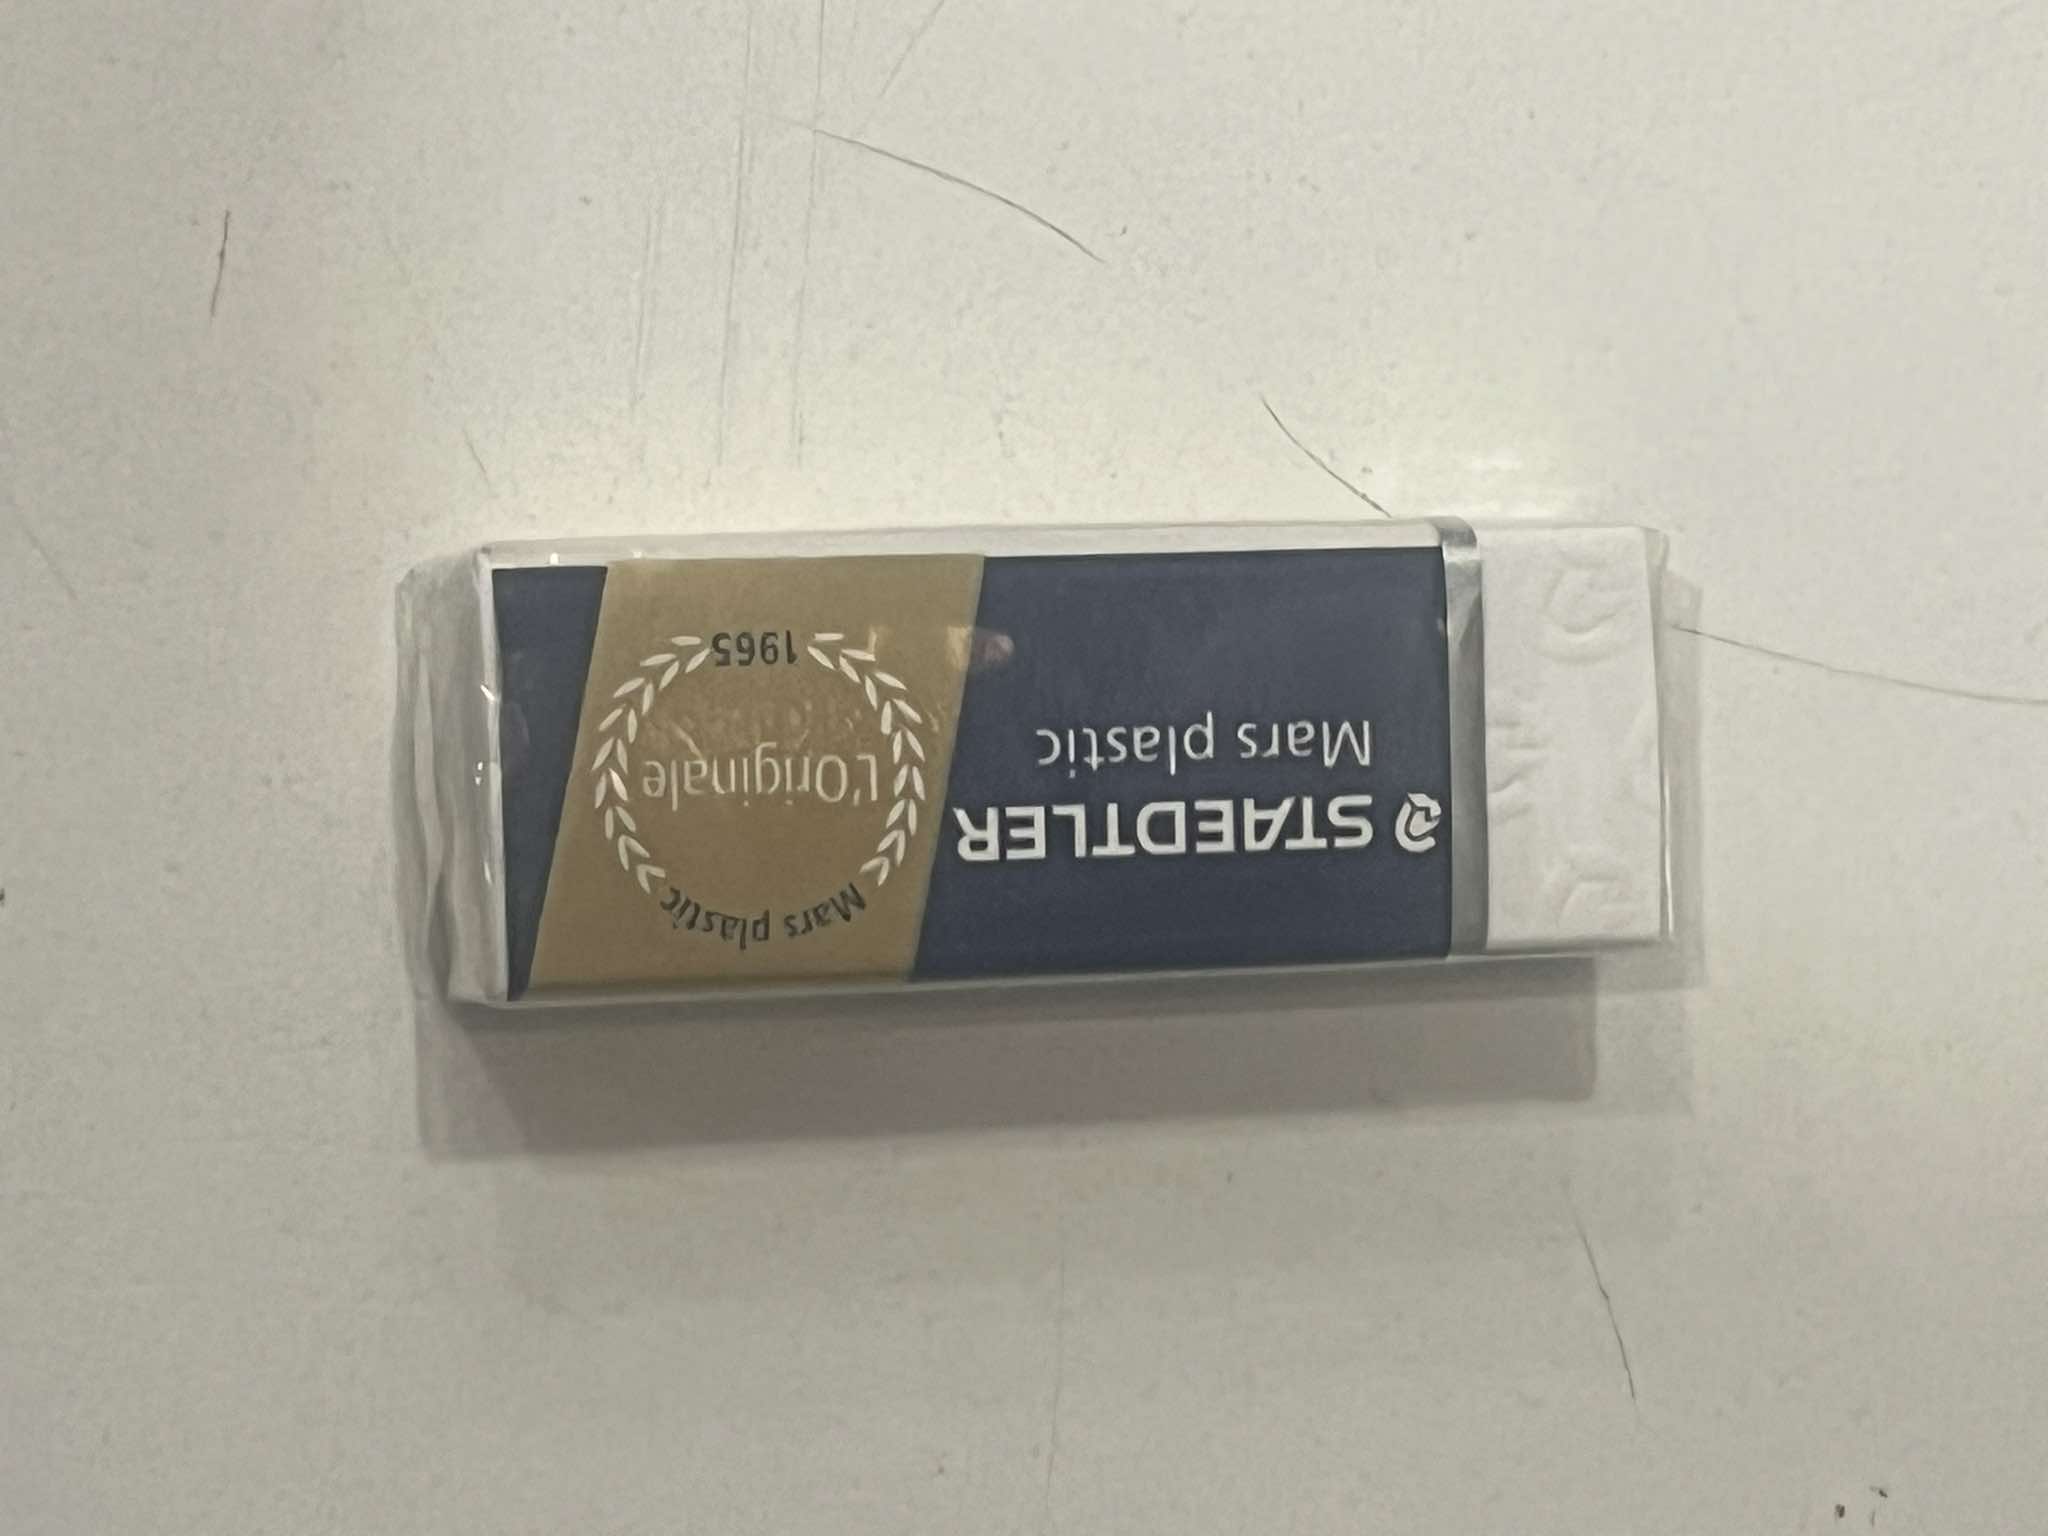 STAEDTLER
Mars plastic
Mars plastic
L'Originale
1965